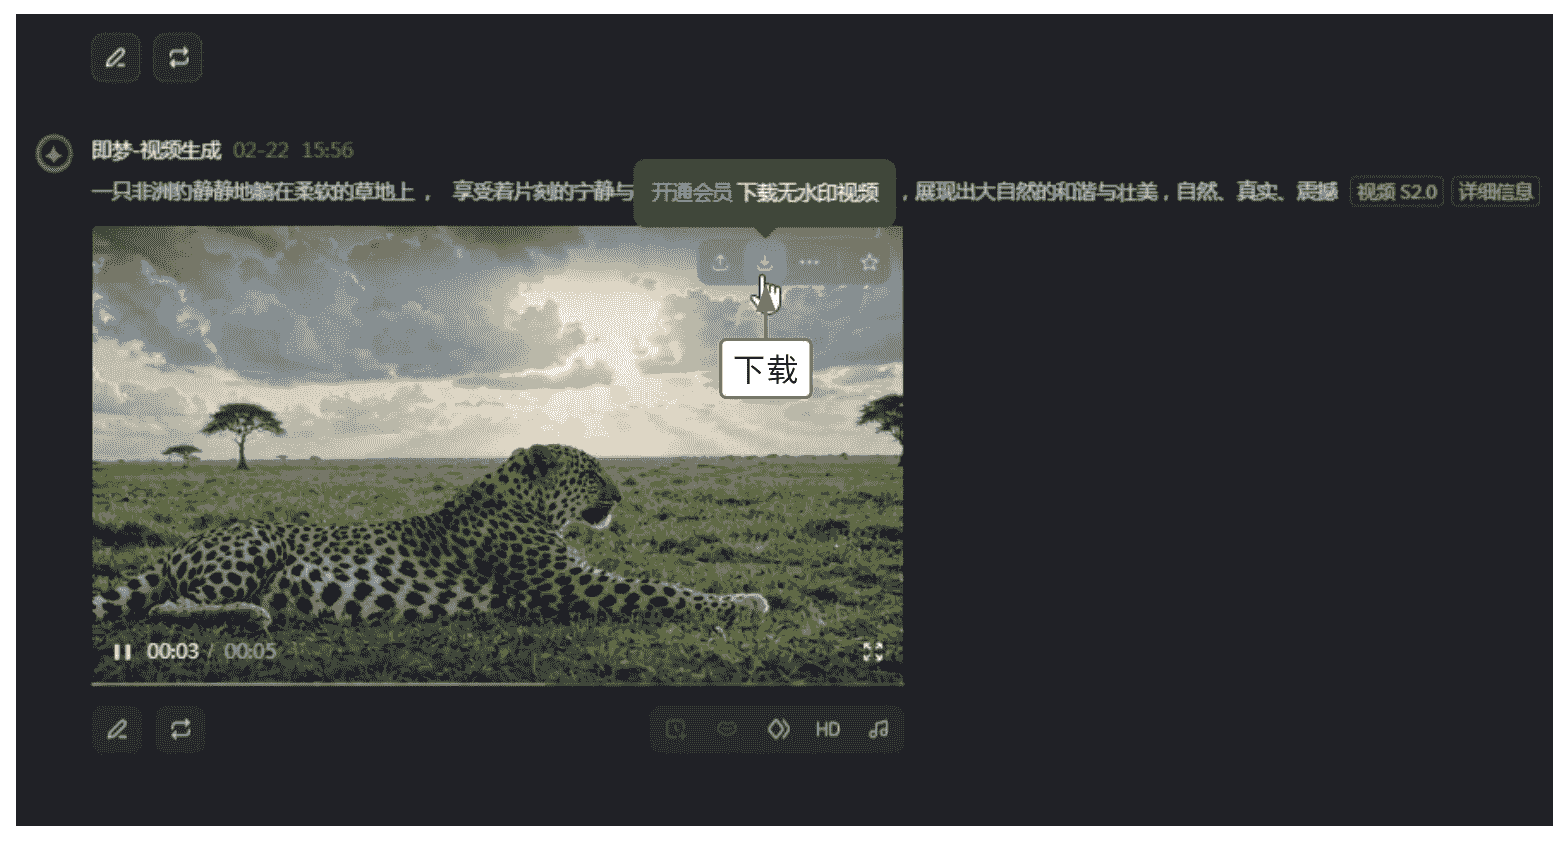 即梦-视频生成 02-22 15:56
一只非洲豹静静地躺在柔软的草地上， 享受着片刻的宁静与
开通会员 下载无水印视频
，展现出大自然的和谐与壮美，自然、真实、震撼 视频 S2.0 详细信息
下载
00:03 / 00:05
HD